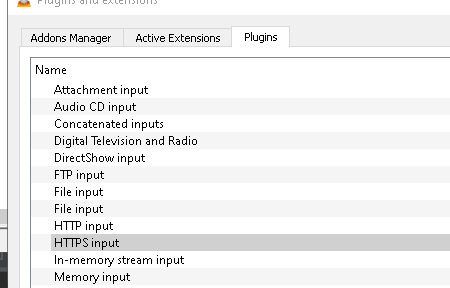 Plugins and extensions
Addons Manager Active Extensions Plugins
Name
Attachment input
Audio CD input
Concatenated inputs
Digital Television and Radio
DirectShow input
FTP input
File input
File input
HTTP input
HTTPS input
In-memory stream input
Memory input